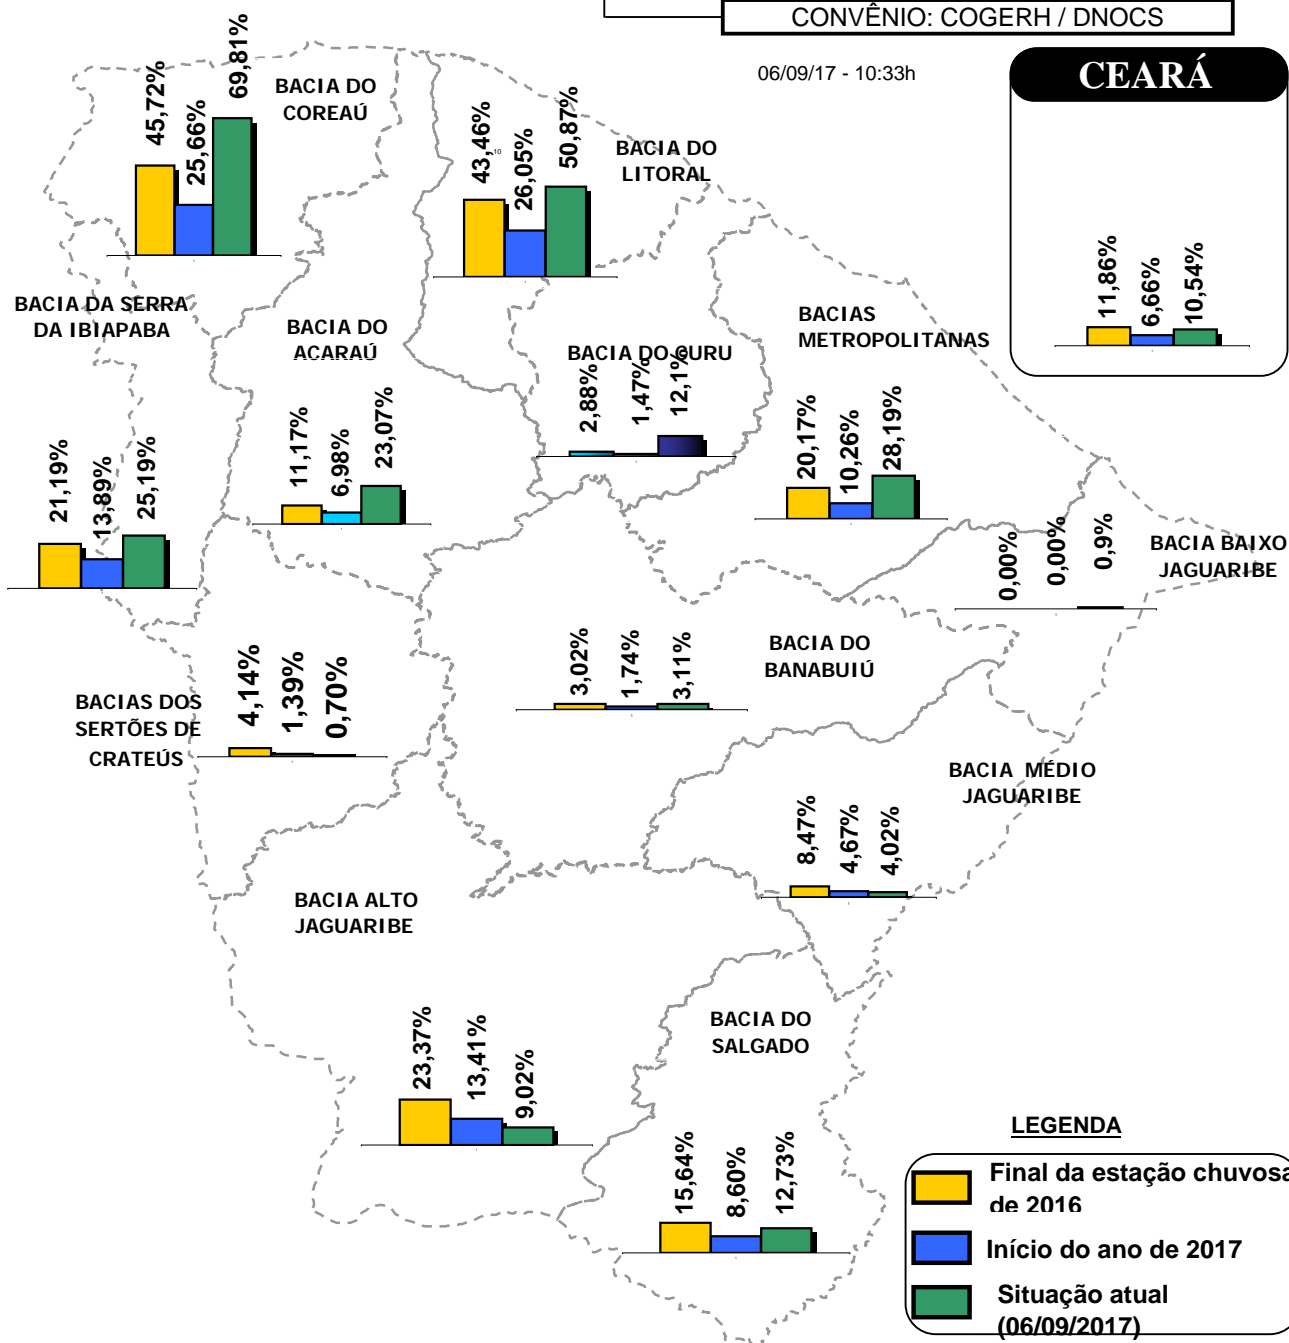 CONVÊNIO: COGERH / DNOCS
06/09/17 - 10:33h
CEARÁ
11,86%
6,66%
10,54%
BACIA DO
COREAÚ
45,72%
25,66%
69,81%
BACIA DO
LITORAL
43,46%
10
26,05%
50,87%
BACIA DA SERRA
DA IBIAPABA
21,19%
13,89%
25,19%
BACIA DO
ACARAÚ
11,17%
6,98%
23,07%
BACIA DO CURU
2,88%
1,47%
12,1%
BACIAS
METROPOLITANAS
20,17%
10,26%
28,19%
BACIA BAIXO
JAGUARIBE
0,00%
0,00%
0,9%
BACIAS DOS
SERTÕES DE
CRATEÚS
4,14%
1,39%
0,70%
BACIA DO
BANABUIÚ
3,02%
1,74%
3,11%
BACIA MÉDIO
JAGUARIBE
8,47%
4,67%
4,02%
BACIA ALTO
JAGUARIBE
23,37%
13,41%
9,02%
BACIA DO
SALGADO
15,64%
8,60%
12,73%
LEGENDA
Final da estação chuvosa
de 2016
Início do ano de 2017
Situação atual
(06/09/2017)